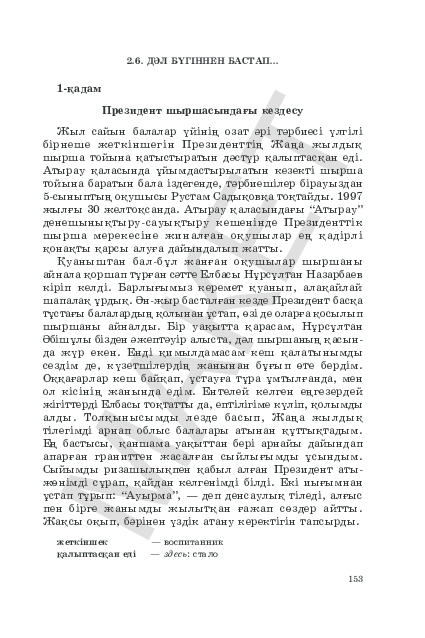 2.6. ДӘЛ БҮГІННЕН БАСТАП...
1-қадам
Президент шыршасындағы кездесу
Жыл сайын балалар үйінің озат әрі тәрбиесі үлгілі
бірнеше жеткіншегін Президенттің Жаңа жылдық
шырша тойына қатыстыратын дәстүр қалыптасқан еді.
Атырау қаласында ұйымдастырылатын кезекті шырша
тойына баратын бала іздегенде, тәрбиешілер бірауыздан
5-сыныптың оқушысы Рустам Садықовқа тоқтайды. 1997
жылғы 30 желтоқсанда. Атырау қаласындағы “Атырау”
денешынықтыру-сауықтыру кешенінде Президенттік
шырша мерекесіне жиналған оқушылар ең қадірлі
қонақты қарсы алуға дайындалып жатты.
Қуаныштан бал-бұл жанған оқушылар шыршаны
айнала қоршап тұрған сәтте Елбасы Нұрсұлтан Назарбаев
кіріп келді. Барлығымыз керемет қуанып, алақайлай
шапалақ ұрдық. Ән-жыр басталған кезде Президент басқа
тұстағы балалардың қолынан ұстап, өзі де оларға қосылып
шыршаны айналды. Бір уақытта қарасам, Нұрсұлтан
Әбішұлы бізден әжептәуір алыста, дәл шыршаның қасын-
да жүр екен. Енді қимылдамасам кеш қалатынымды
сездім де, күзетшілердің жанынан бұғып өте бердім.
Оққағарлар кеш байқап, ұстауға тұра ұмтылғанда, мен
ол кісінің жанында едім. Ентелей келген еңгезердей
жігіттерді Елбасы тоқтатты да, ептілігіме күліп, қолымды
алды. Толқынысымды лезде басып, Жаңа жылдық
тілегімді арнап облыс балалары атынан құттықтадым.
Ең бастысы, қаншама уақыттан бері арнайы дайындап
апарған граниттен жасалған сыйлығымды ұсындым.
Сыйымды ризашылықпен қабыл алған Президент аты-
жөнімді сұрап, қайдан келгенімді білді. Екі иығымнан
ұстап тұрып: “Ауырма”, — деп денсаулық тіледі, алғыс
пен бірге жанымды жылытқан ғажап сөздер айтты.
Жақсы оқып, бәрінен үздік атану керектігін тапсырды.
жеткіншек — воспитанник
қалыптасқан еді — здесь: стало
153
МАКЕТ